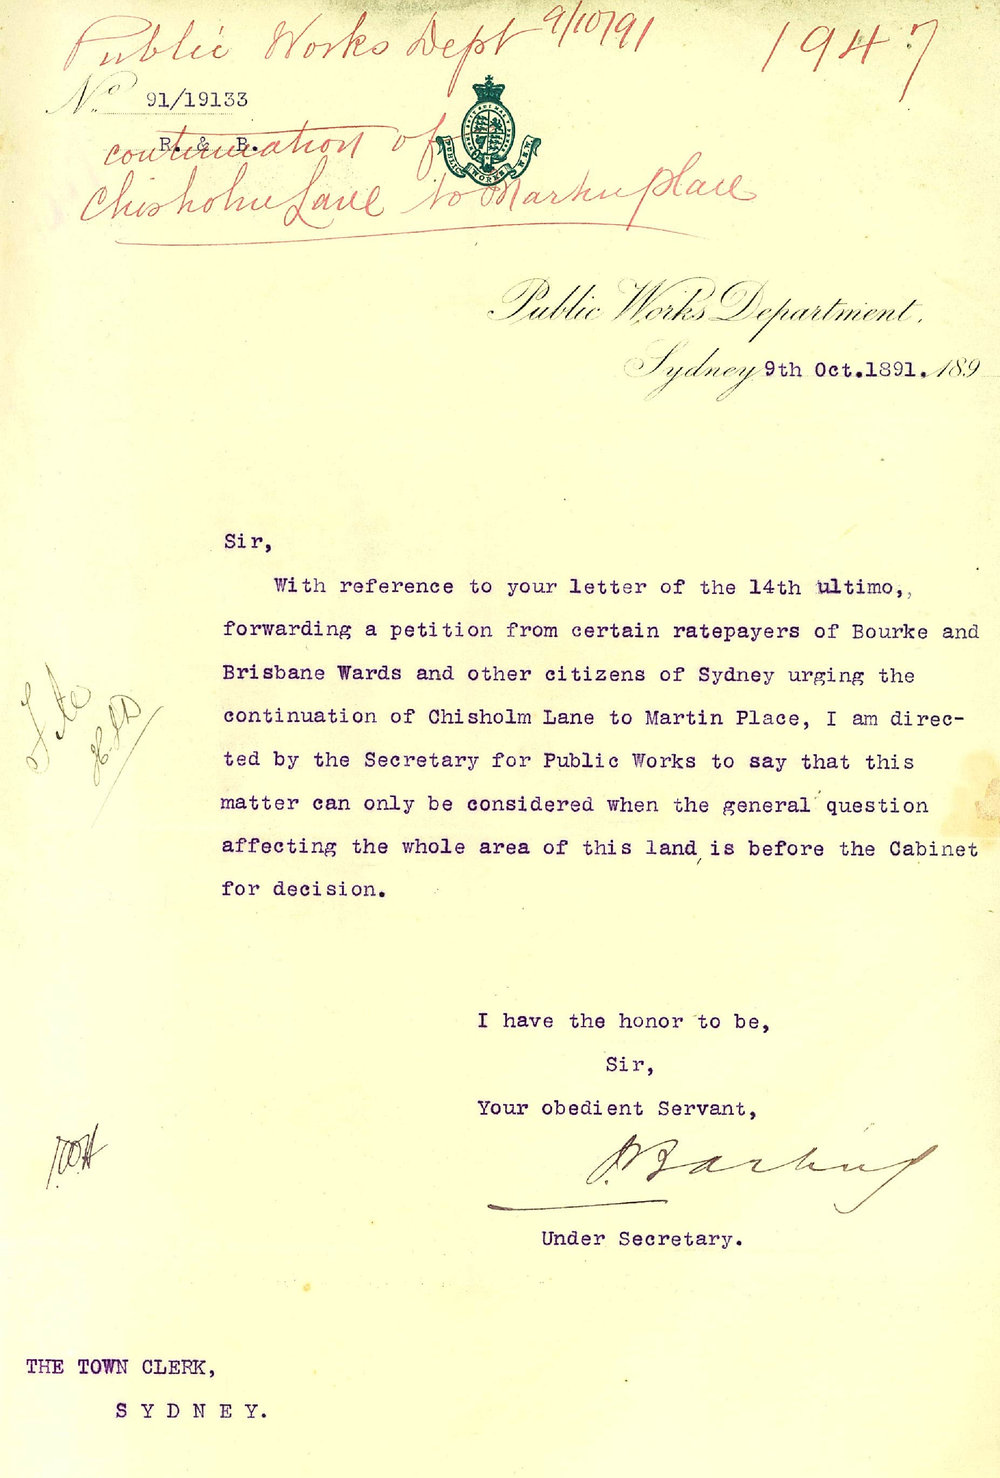 Public Works Dept 9/10/91 1947
No. 91/19133
R. & B.
continuation of
Chisholm Lane to Martin place
PUBLIC WORKS N.S.W.
Public Works Department,
Sydney 9th Oct.1891. 189
Sir,
With reference to your letter of the 14th ultimo,
forwarding a petition from certain ratepayers of Bourke and
Brisbane Wards and other citizens of Sydney urging the
continuation of Chisholm Lane to Martin Place, I am direc-
ted by the Secretary for Public Works to say that this
matter can only be considered when the general question
affecting the whole area of this land, is before the Cabinet
for decision.
I have the honor to be,
Sir,
Your obedient Servant,
J Barling
Under Secretary.
THE TOWN CLERK,
S Y D N E Y.